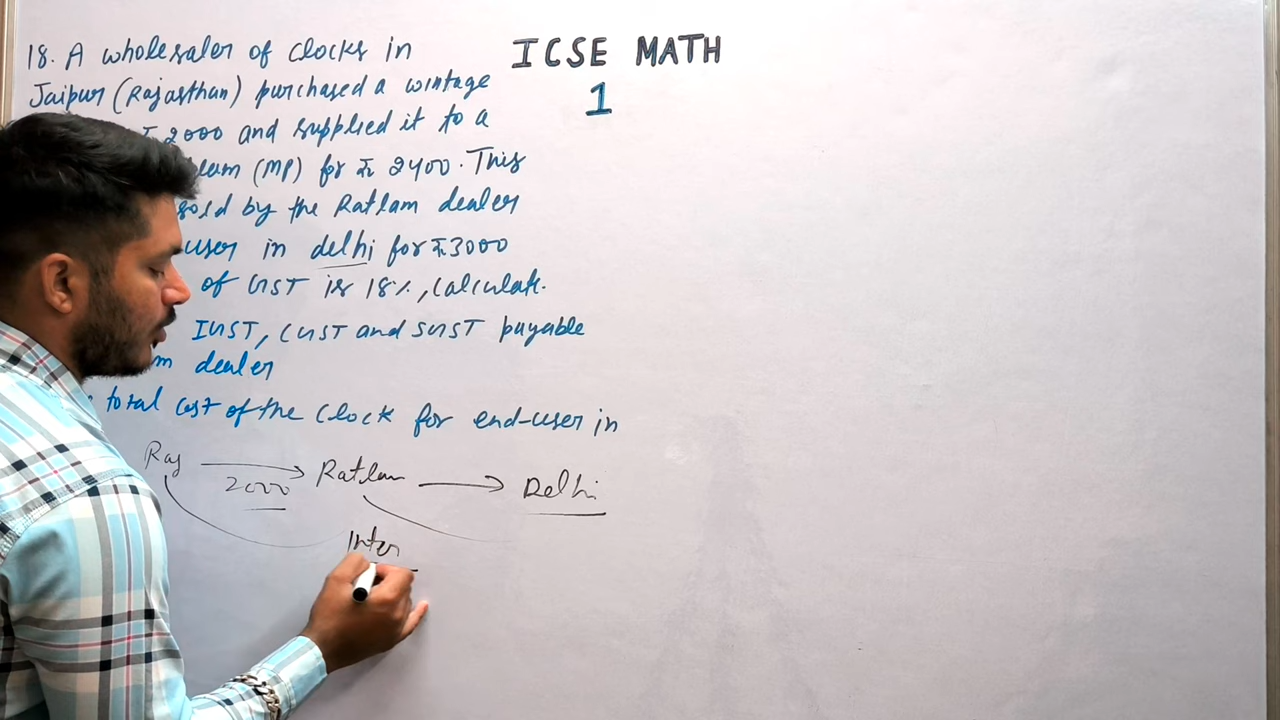 18. A wholesaler of clocks in
Jaipur (Rajasthan) purchased a wintage
₹ 2000 and supplied it to a
lam (MP) for ₹ 2400. This
sold by the Ratlam dealer
user in delhi for ₹3000
of GST is 18%, calculate.
IGST, CGST and SGST payable
m dealer
total cost of the clock for end-user in
ICSE MATH
1
Raj → Ratlam → Delhi
2000
Inter